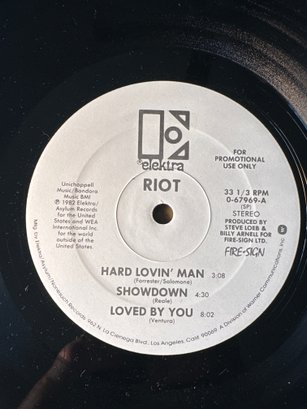 elektra
RIOT
FOR
PROMOTIONAL
USE ONLY
Unichappell
Music/Bandora
Music BMI
℗ 1982 Elektra/
Asylum Records
for the United
States and WEA
International Inc.
for the world
outside of the
United States.
33 1/3 RPM
0-67969-A
(SP)
STEREO
PRODUCED BY
STEVE LOEB &
BILLY ARNELL FOR
FIRE-SIGN LTD.
FIRE-SIGN
HARD LOVIN' MAN 3:08
(Forrester/Salomone)
SHOWDOWN 4:30
(Reale)
LOVED BY YOU 8:02
(Ventura)
Mfg. by Elektra/Asylum/Nonesuch Records, 962 N. La Cienega Blvd., Los Angeles, Calif. 90069. A Division of Warner Communications Inc.